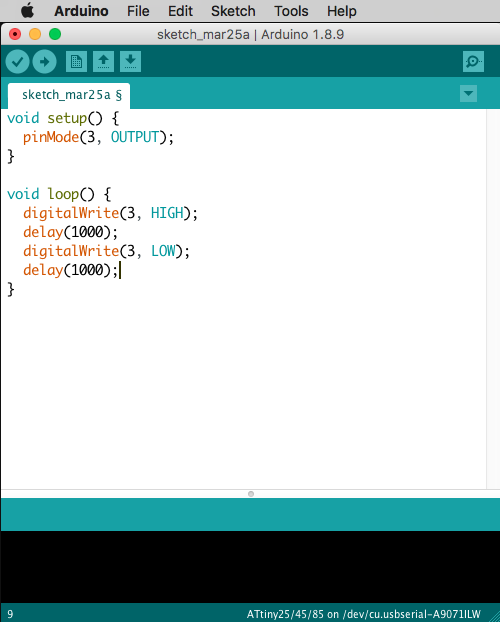 Arduino File Edit Sketch Tools Help
sketch_mar25a | Arduino 1.8.9
sketch_mar25a §
void setup() {
  pinMode(3, OUTPUT);
}

void loop() {
  digitalWrite(3, HIGH);
  delay(1000);
  digitalWrite(3, LOW);
  delay(1000);
}
9 ATtiny25/45/85 on /dev/cu.usbserial-A9071ILW